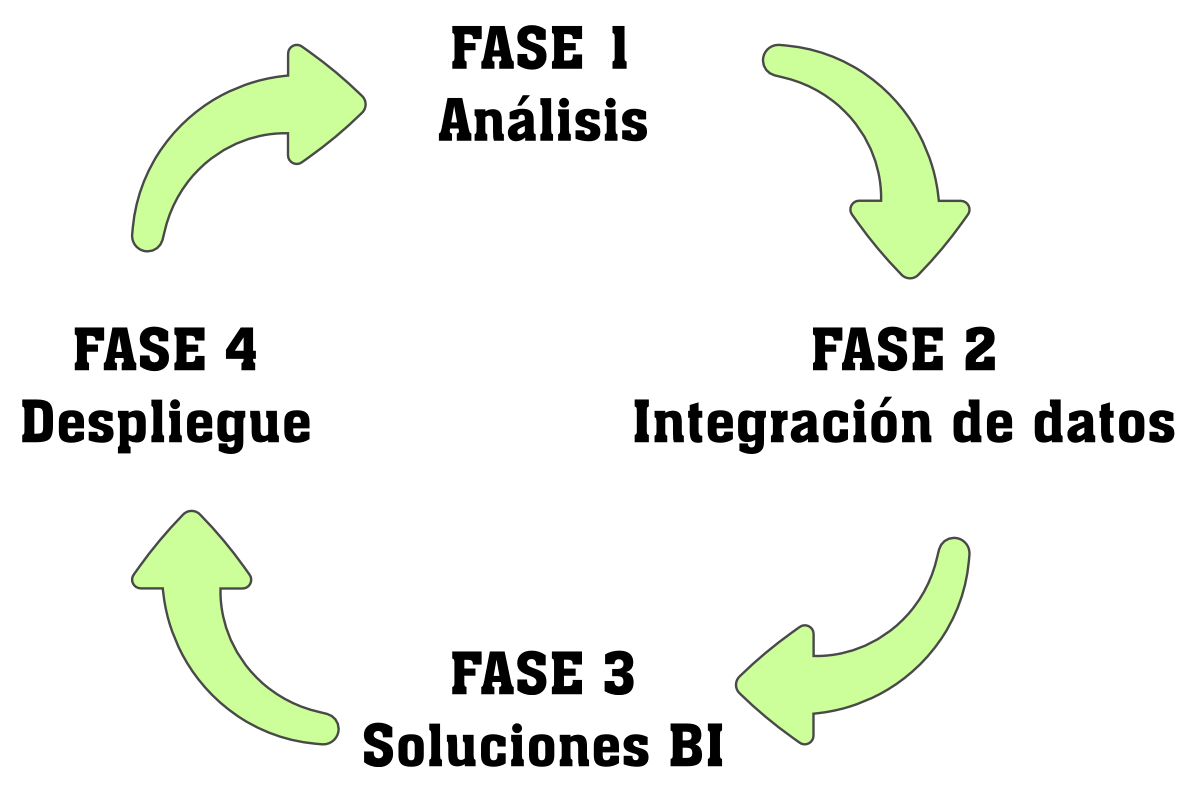 FASE 1
Análisis
FASE 2
Integración de datos
FASE 3
Soluciones BI
FASE 4
Despliegue